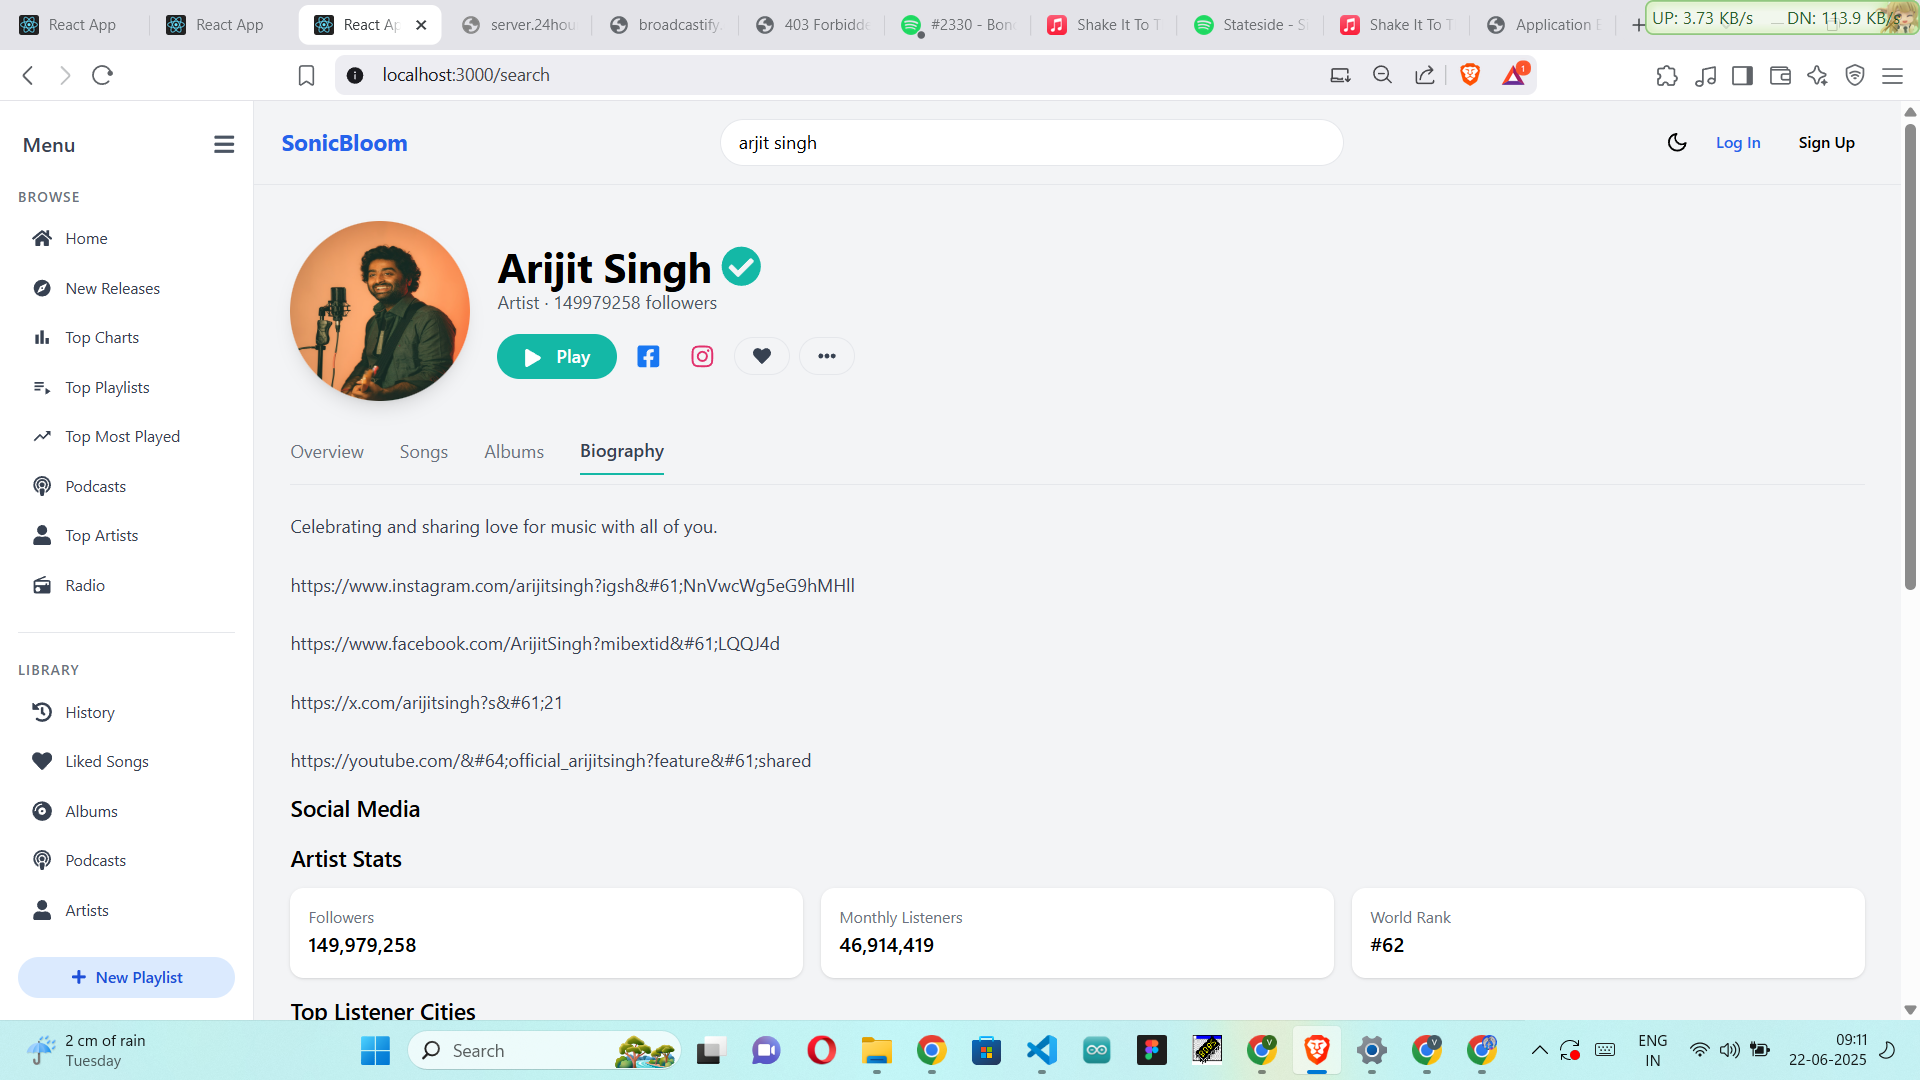 React App
React App
React Ap
server.24hou
broadcastify.
403 Forbidde
#2330 - Bon
Shake It To T
Stateside - S
Shake It To T
Application E
UP: 3.73 KB/s
DN: 113.9 KB/s
localhost:3000/search
1
Menu
SonicBloom
arjit singh
Log In
Sign Up
BROWSE
Home
New Releases
Top Charts
Top Playlists
Top Most Played
Podcasts
Top Artists
Radio
LIBRARY
History
Liked Songs
Albums
Podcasts
Artists
New Playlist
Arijit Singh
Artist · 149979258 followers
Play
Overview
Songs
Albums
Biography
Celebrating and sharing love for music with all of you.
https://www.instagram.com/arijitsingh?igsh&#61;NnVwcWg5eG9hMHll
https://www.facebook.com/ArijitSingh?mibextid&#61;LQQJ4d
https://x.com/arijitsingh?s&#61;21
https://youtube.com/&#64;official_arijitsingh?feature&#61;shared
Social Media
Artist Stats
Followers
149,979,258
Monthly Listeners
46,914,419
World Rank
#62
Top Listener Cities
2 cm of rain
Tuesday
Search
ENG
IN
09:11
22-06-2025